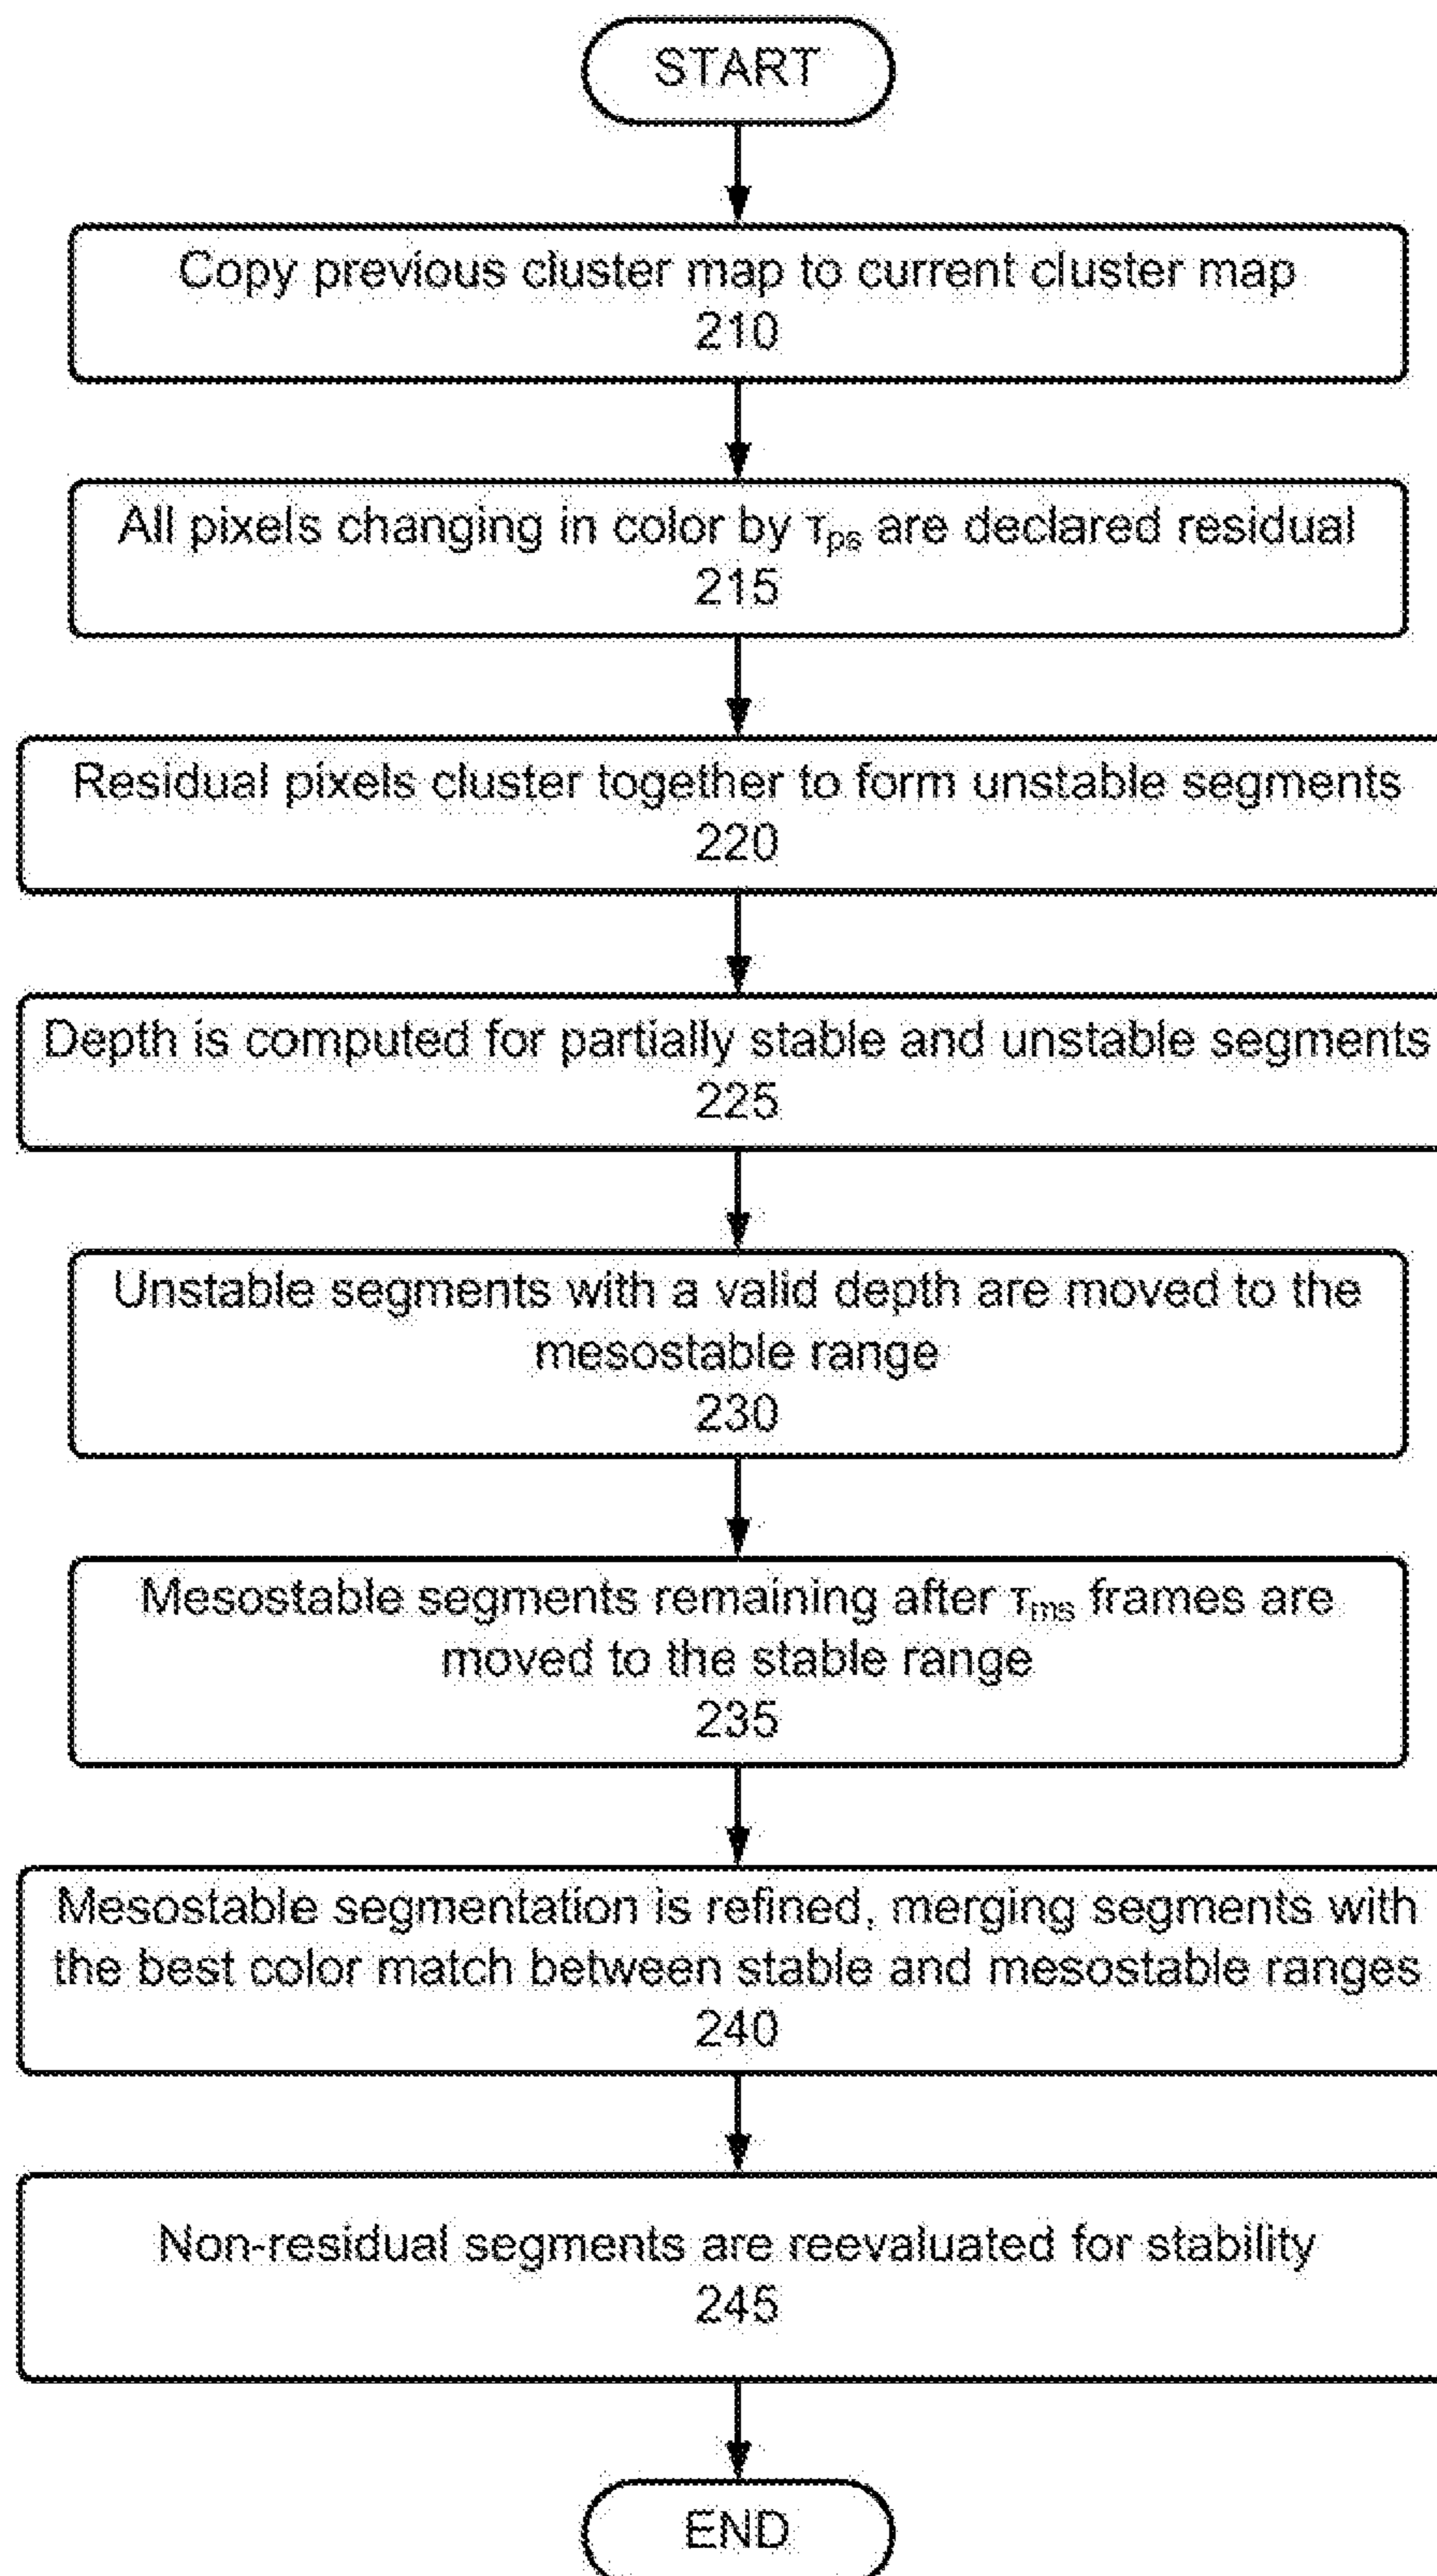 START
Copy previous cluster map to current cluster map
210
All pixels changing in color by τps are declared residual
215
Residual pixels cluster together to form unstable segments
220
Depth is computed for partially stable and unstable segments
225
Unstable segments with a valid depth are moved to the
mesostable range
230
Mesostable segments remaining after τms frames are
moved to the stable range
235
Mesostable segmentation is refined, merging segments with
the best color match between stable and mesostable ranges
240
Non-residual segments are reevaluated for stability
245
END